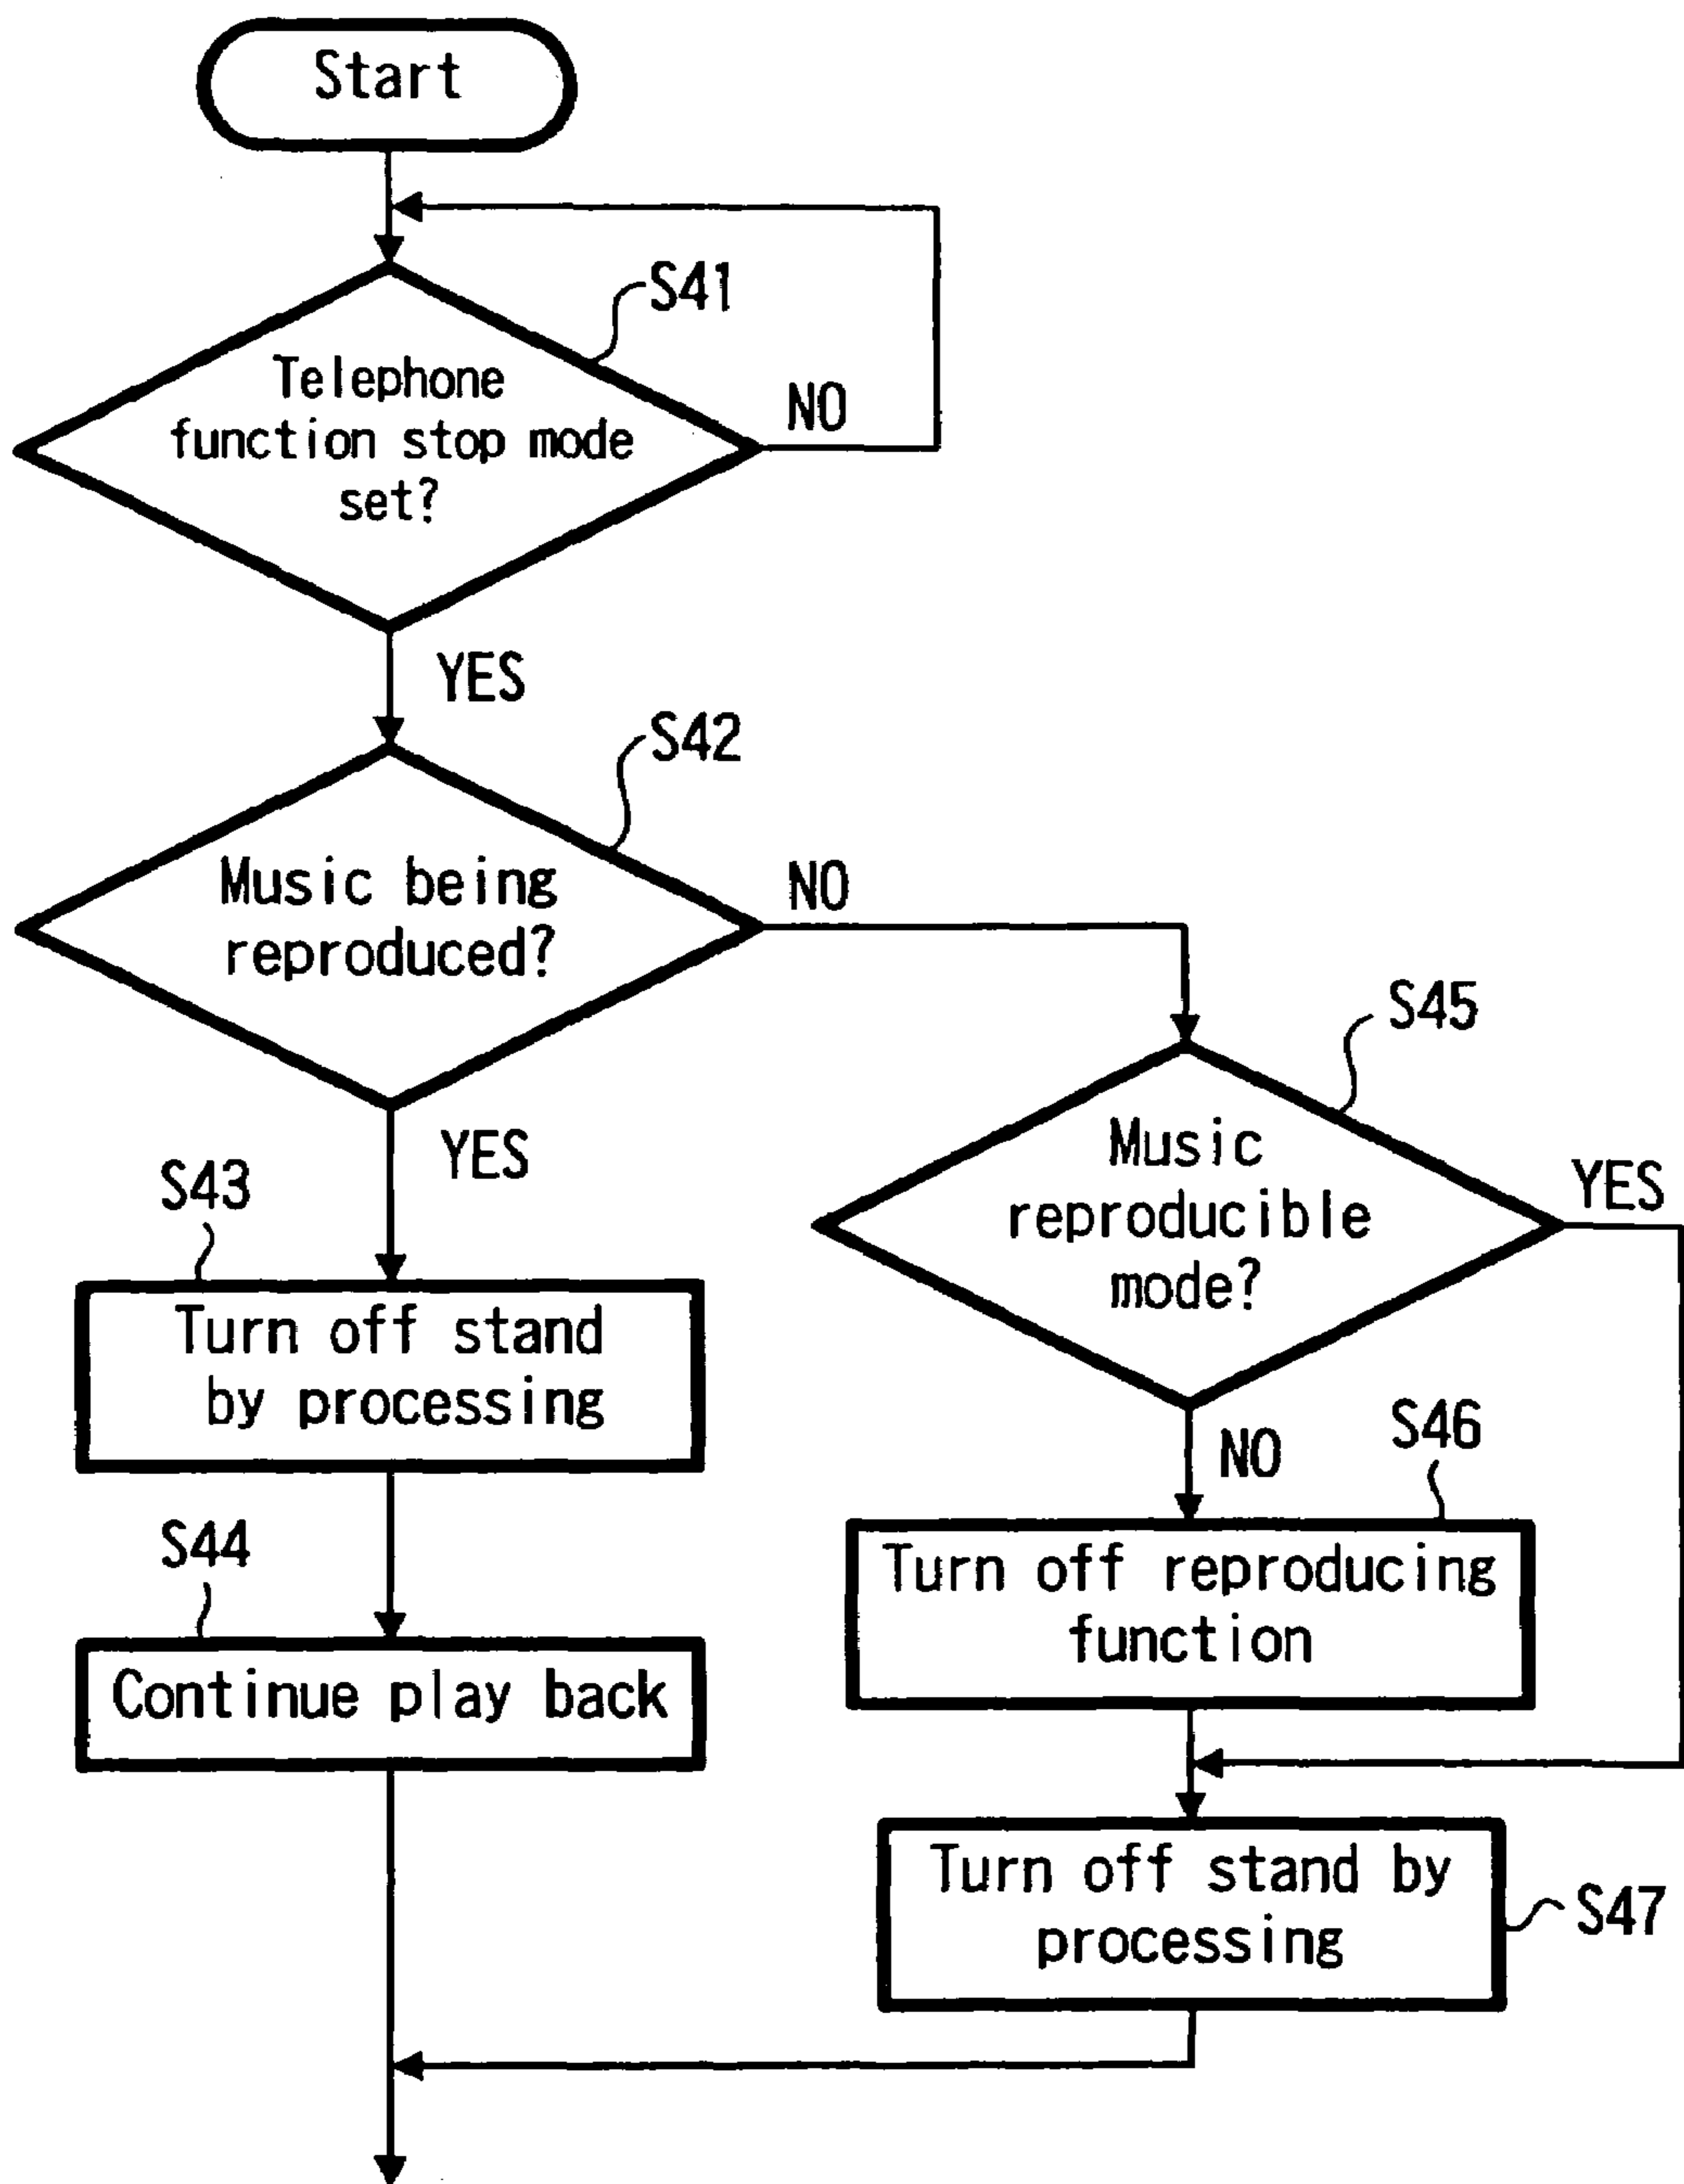 Start
S41
Telephone
function stop mode
set?
NO
YES
S42
Music being
reproduced?
NO
YES
S45
Music
reproducible
mode?
YES
NO
S43
Turn off stand
by processing
S44
Continue play back
S46
Turn off reproducing
function
Turn off stand by
processing
S47